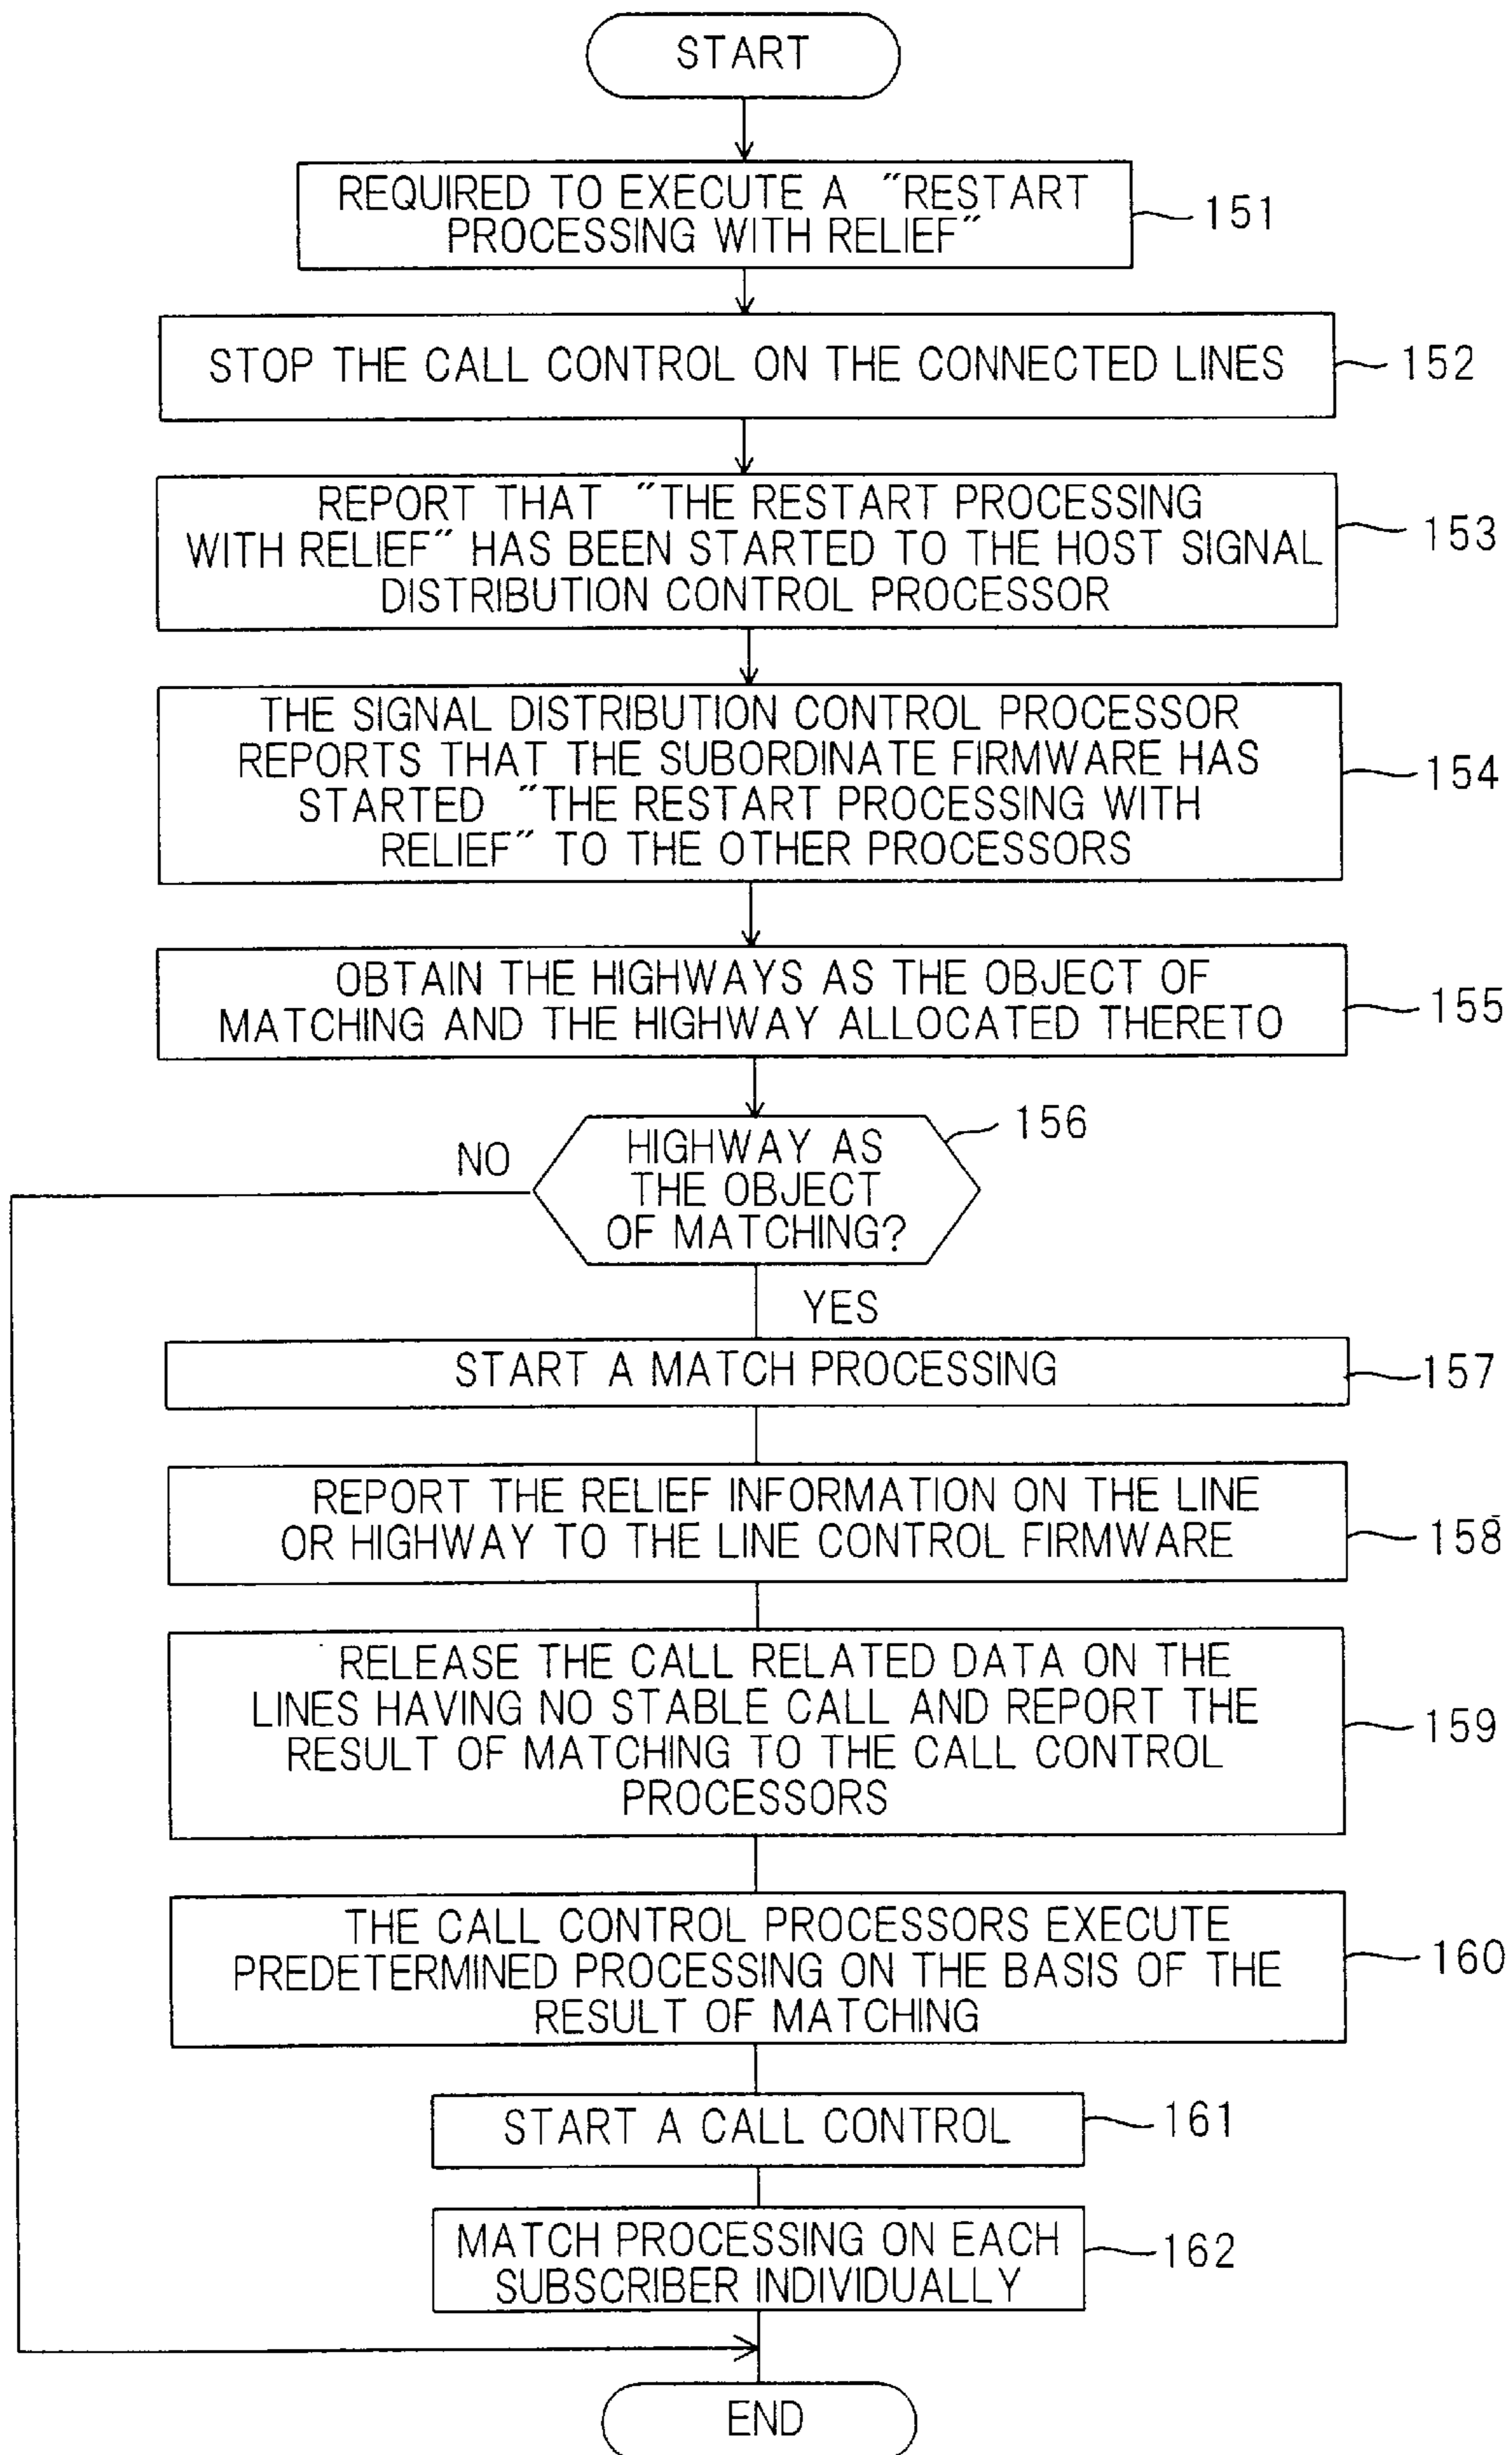 START
REQUIRED TO EXECUTE A "RESTART
PROCESSING WITH RELIEF"
151
STOP THE CALL CONTROL ON THE CONNECTED LINES
152
REPORT THAT "THE RESTART PROCESSING
WITH RELIEF" HAS BEEN STARTED TO THE HOST SIGNAL
DISTRIBUTION CONTROL PROCESSOR
153
THE SIGNAL DISTRIBUTION CONTROL PROCESSOR
REPORTS THAT THE SUBORDINATE FIRMWARE HAS
STARTED "THE RESTART PROCESSING WITH
RELIEF" TO THE OTHER PROCESSORS
154
OBTAIN THE HIGHWAYS AS THE OBJECT OF
MATCHING AND THE HIGHWAY ALLOCATED THERETO
155
HIGHWAY AS
THE OBJECT
OF MATCHING?
156
NO
YES
START A MATCH PROCESSING
157
REPORT THE RELIEF INFORMATION ON THE LINE
OR HIGHWAY TO THE LINE CONTROL FIRMWARE
158
RELEASE THE CALL RELATED DATA ON THE
LINES HAVING NO STABLE CALL AND REPORT THE
RESULT OF MATCHING TO THE CALL CONTROL
PROCESSORS
159
THE CALL CONTROL PROCESSORS EXECUTE
PREDETERMINED PROCESSING ON THE BASIS OF THE
RESULT OF MATCHING
160
START A CALL CONTROL
161
MATCH PROCESSING ON EACH
SUBSCRIBER INDIVIDUALLY
162
END